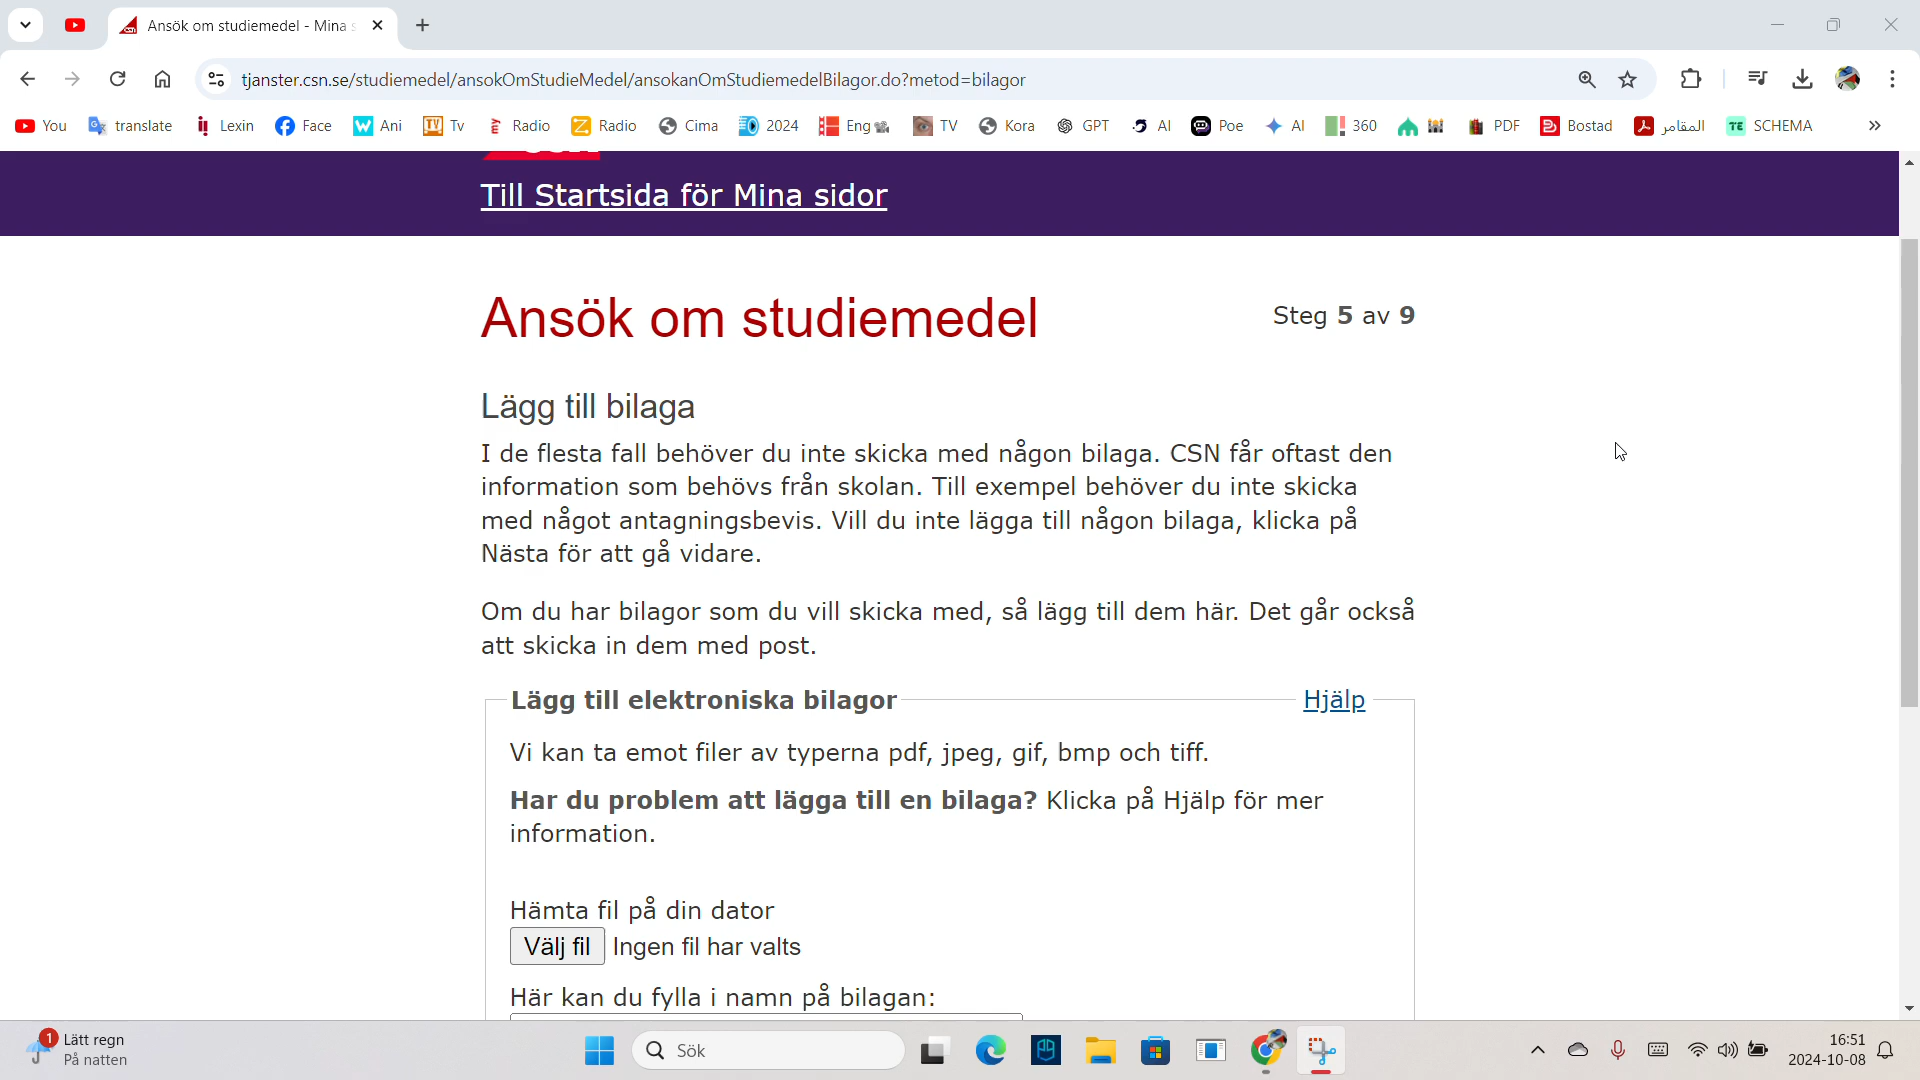 Ansök om studiemedel - Mina s
tjanster.csn.se/studiemedel/ansokOmStudieMedel/ansokanOmStudiemedelBilagor.do?metod=bilagor
You translate Lexin Face Ani Tv Radio Radio Cima 2024 Eng TV Kora GPT AI Poe AI 360 PDF Bostad المقامر SCHEMA
Till Startsida för Mina sidor
Ansök om studiemedel
Steg 5 av 9
Lägg till bilaga
I de flesta fall behöver du inte skicka med någon bilaga. CSN får oftast den
information som behövs från skolan. Till exempel behöver du inte skicka
med något antagningsbevis. Vill du inte lägga till någon bilaga, klicka på
Nästa för att gå vidare.
Om du har bilagor som du vill skicka med, så lägg till dem här. Det går också
att skicka in dem med post.
Lägg till elektroniska bilagor
Hjälp
Vi kan ta emot filer av typerna pdf, jpeg, gif, bmp och tiff.
Har du problem att lägga till en bilaga? Klicka på Hjälp för mer
information.
Hämta fil på din dator
Välj fil Ingen fil har valts
Här kan du fylla i namn på bilagan:
1
Lätt regn
På natten
Sök
16:51
2024-10-08